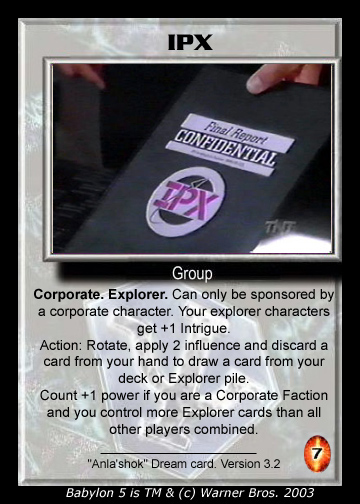 IPX
Final Report
CONFIDENTIAL
IPX
TNT
Group
Corporate. Explorer. Can only be sponsored by
a corporate character. Your explorer characters
get +1 Intrigue.
Action: Rotate, apply 2 influence and discard a
card from your hand to draw a card from your
deck or Explorer pile.
Count +1 power if you are a Corporate Faction
and you control more Explorer cards than all
other players combined.
7
"Anla'shok" Dream card. Version 3.2
Babylon 5 is TM & (c) Warner Bros. 2003